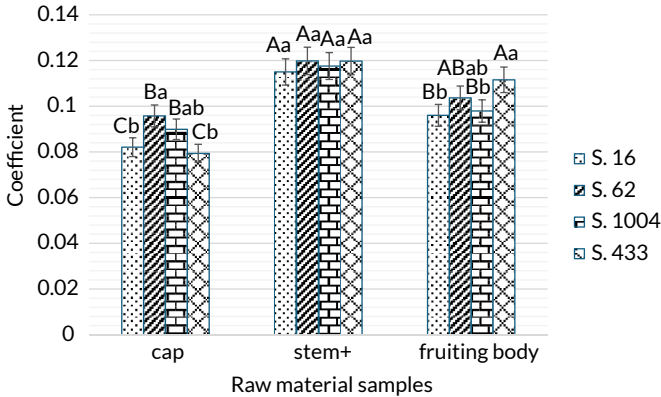 0.14
0.12
0.1
0.08
0.06
0.04
0.02
0
Coefficient
Cb
Ba
Bab
Cb
Aa
Aa
Aa
Aa
Bb
ABab
Bb
Aa
cap
stem+
fruiting body
Raw material samples
S. 16
S. 62
S. 1004
S. 433